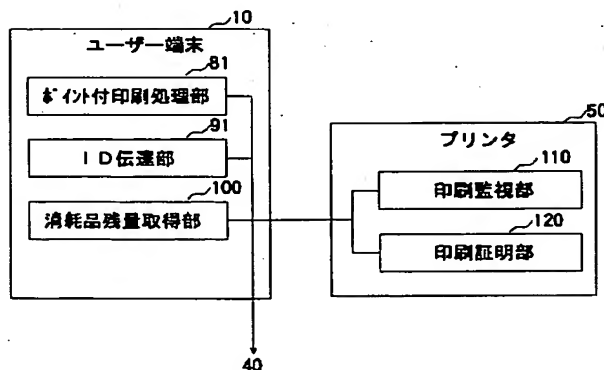 10
ユーザー端末
81
ポイント付印刷処理部
91
ID伝達部
100
消耗品残量取得部
50
プリンタ
110
印刷監視部
120
印刷証明部
40